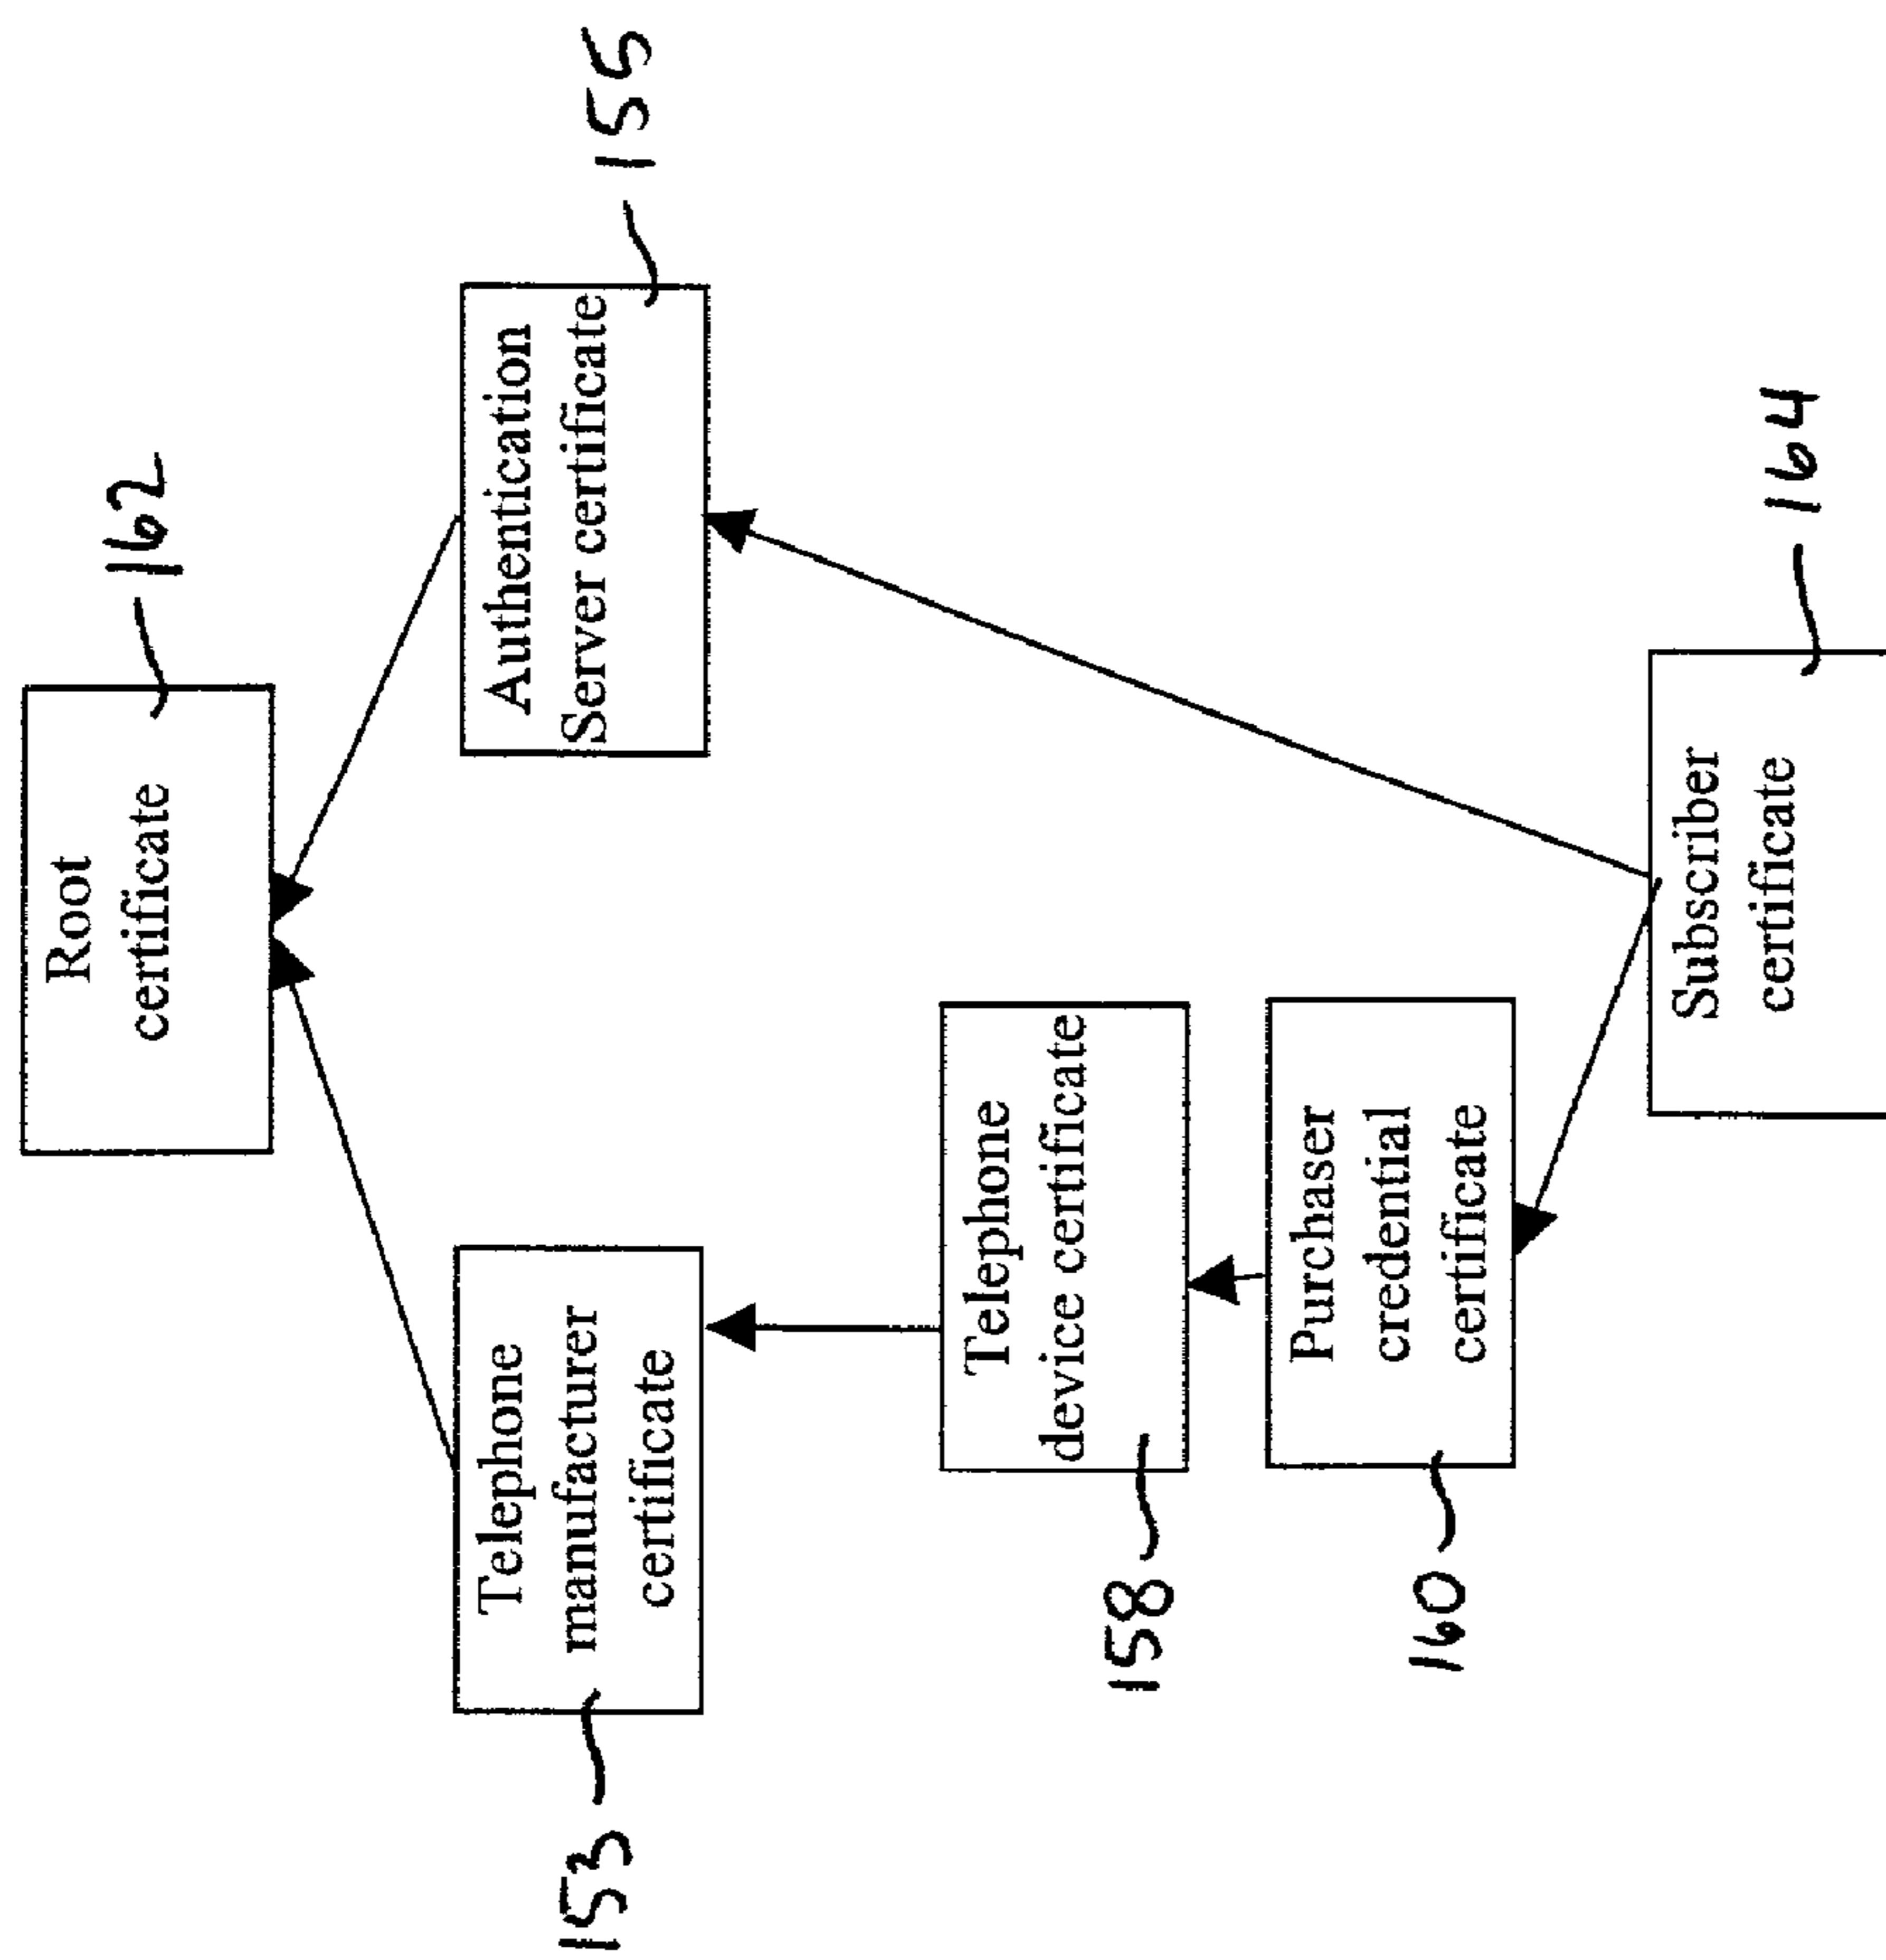 Root
certificate
162
Telephone
manufacturer
certificate
153
Authentication
Server certificate
155
Telephone
device certificate
158
Purchaser
credential
certificate
160
Subscriber
certificate
164